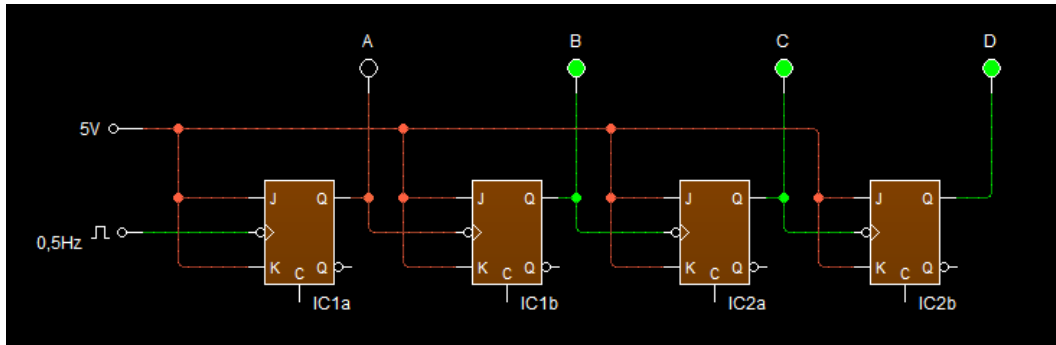 A B C D
5V
J Q J Q J Q J Q
0,5Hz
K C Q K C Q K C Q K C Q
IC1a IC1b IC2a IC2b